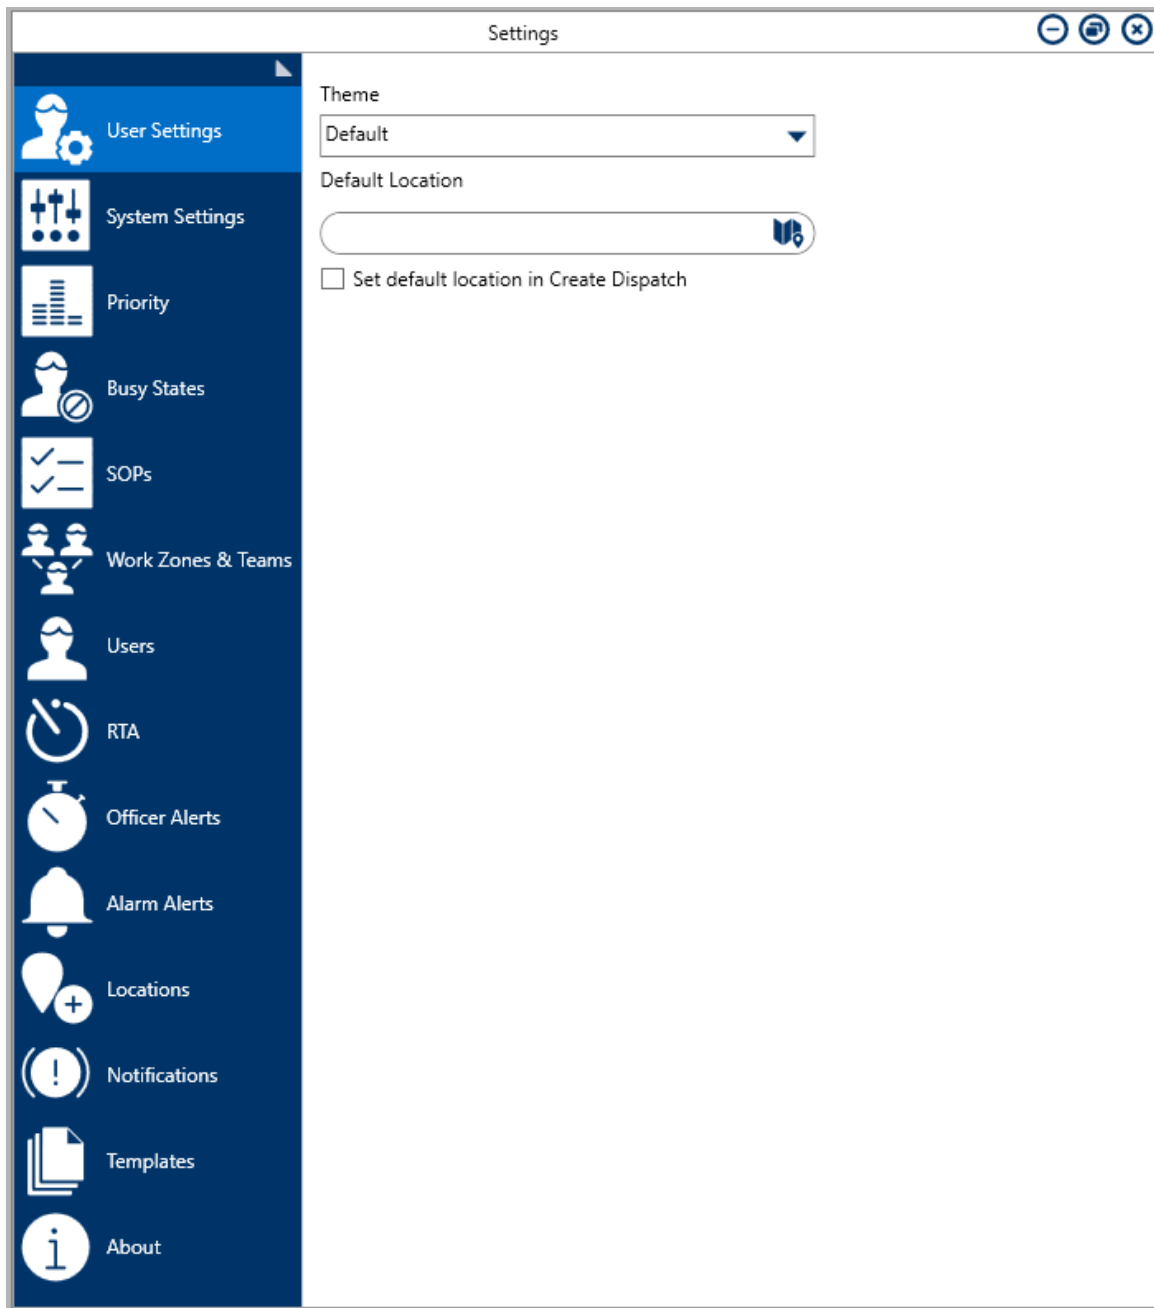 Settings
User Settings
System Settings
Priority
Busy States
SOPs
Work Zones & Teams
Users
RTA
Officer Alerts
Alarm Alerts
Locations
Notifications
Templates
About
Theme
Default
Default Location
Set default location in Create Dispatch